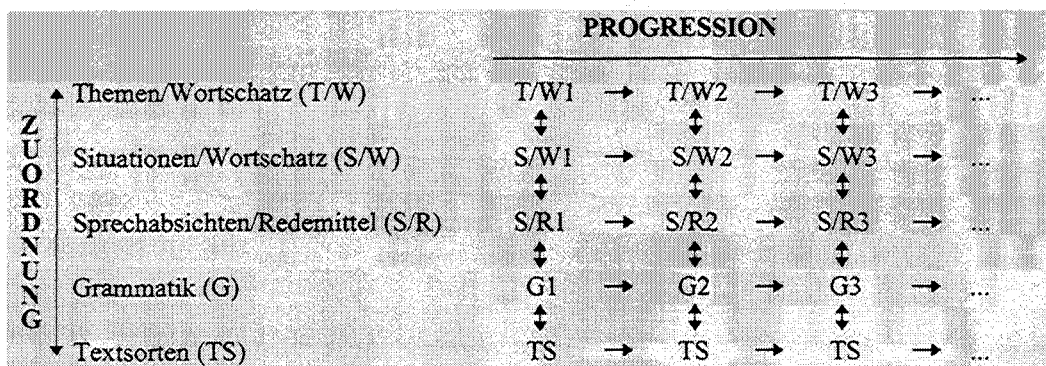 PROGRESSION
ZUORDNUNG
Themen/Wortschatz (T/W) T/W1 → T/W2 → T/W3 → ...
Situationen/Wortschatz (S/W) S/W1 → S/W2 → S/W3 → ...
Sprechabsichten/Redemittel (S/R) S/R1 → S/R2 → S/R3 → ...
Grammatik (G) G1 → G2 → G3 → ...
Textsorten (TS) TS → TS → TS → ...